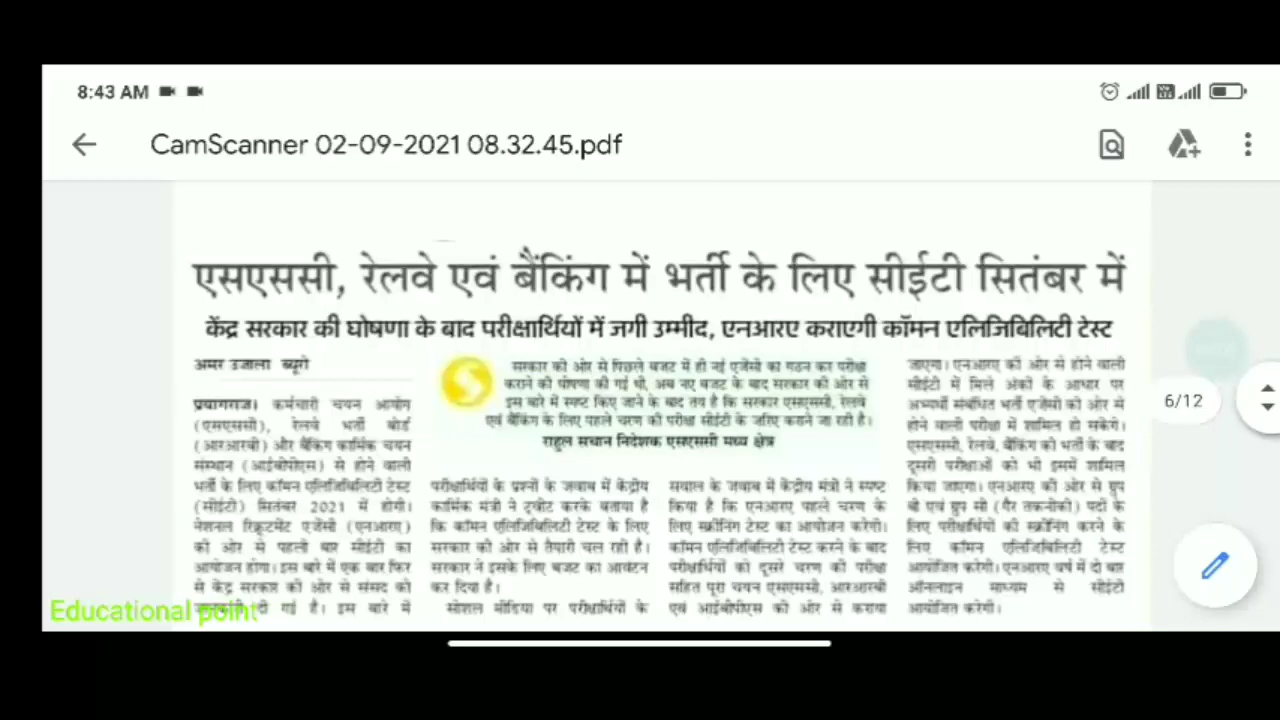 8:43 AM
CamScanner 02-09-2021 08.32.45.pdf
एसएससी, रेलवे एवं बैंकिंग में भर्ती के लिए सीईटी सितंबर में
केंद्र सरकार की घोषणा के बाद परीक्षार्थियों में जगी उम्मीद, एनआरए कराएगी कॉमन एलिजिबिलिटी टेस्ट
अमर उजाला ब्यूरो
प्रयागराज। कर्मचारी चयन आयोग
(एसएससी), रेलवे भर्ती बोर्ड
(आरआरबी) और बैंकिंग कार्मिक चयन
संस्थान (आईबीपीएस) से होने वाली
भर्ती के लिए कॉमन एलिजिबिलिटी टेस्ट
(सीईटी) सितंबर 2021 में होगी।
नेशनल रिक्रूटमेंट एजेंसी (एनआरए)
की ओर से पहली बार सीईटी का
आयोजन होगा। इस बारे में एक बार फिर
से केंद्र सरकार की ओर से संसद को
दी गई है। इस बारे में
सरकार की ओर से पिछले बजट में ही नई एजेंसी का गठन कर परीक्षा
कराने की घोषणा की गई थी, अब नए बजट के बाद सरकार की ओर से
इस बारे में स्पष्ट किए जाने के बाद तय है कि सरकार एसएससी, रेलवे
एवं बैंकिंग के लिए पहले चरण की परीक्षा सीईटी के जरिए कराने जा रही है।
राहुल सचान निदेशक एसएससी मध्य क्षेत्र
परीक्षार्थियों के प्रश्नों के जवाब में केंद्रीय
कार्मिक मंत्री ने ट्वीट करके बताया है
कि कॉमन एलिजिबिलिटी टेस्ट के लिए
सरकार की ओर से तैयारी चल रही है।
सरकार ने इसके लिए बजट का आवंटन
कर दिया है।
सोशल मीडिया पर परीक्षार्थियों के
सवाल के जवाब में केंद्रीय मंत्री ने स्पष्ट
किया है कि एनआरए पहले चरण के
लिए स्क्रीनिंग टेस्ट का आयोजन करेगी।
कॉमन एलिजिबिलिटी टेस्ट करने के बाद
परीक्षार्थियों को दूसरे चरण की परीक्षा
सहित पूरा चयन एसएससी, आरआरबी
एवं आईबीपीएस की ओर से कराया
जाएगा। एनआरए की ओर से होने वाली
सीईटी में मिले अंकों के आधार पर
अभ्यर्थी संबंधित भर्ती एजेंसी की ओर से
होने वाली परीक्षा में शामिल हो सकेंगे।
एसएससी, रेलवे, बैंकिंग की भर्ती के बाद
दूसरी परीक्षाओं को भी इसमें शामिल
किया जाएगा। एनआरए की ओर से ग्रुप
बी एवं ग्रुप सी (गैर तकनीकी) पदों के
लिए परीक्षार्थियों की स्क्रीनिंग करने के
लिए कॉमन एलिजिबिलिटी टेस्ट
आयोजित करेगी। एनआरए वर्ष में दो बार
ऑनलाइन माध्यम से सीईटी
आयोजित करेगी।
6/12
Educational point